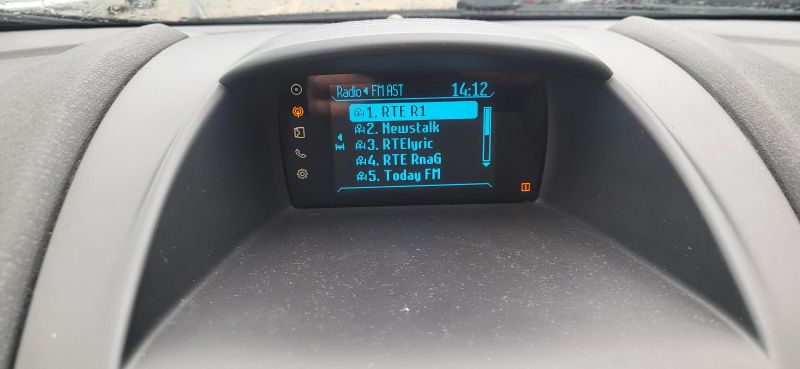 Radio FM AST 14:12
1. RTE R1
2. Newstalk
3. RTElyric
4. RTE RnaG
5. Today FM